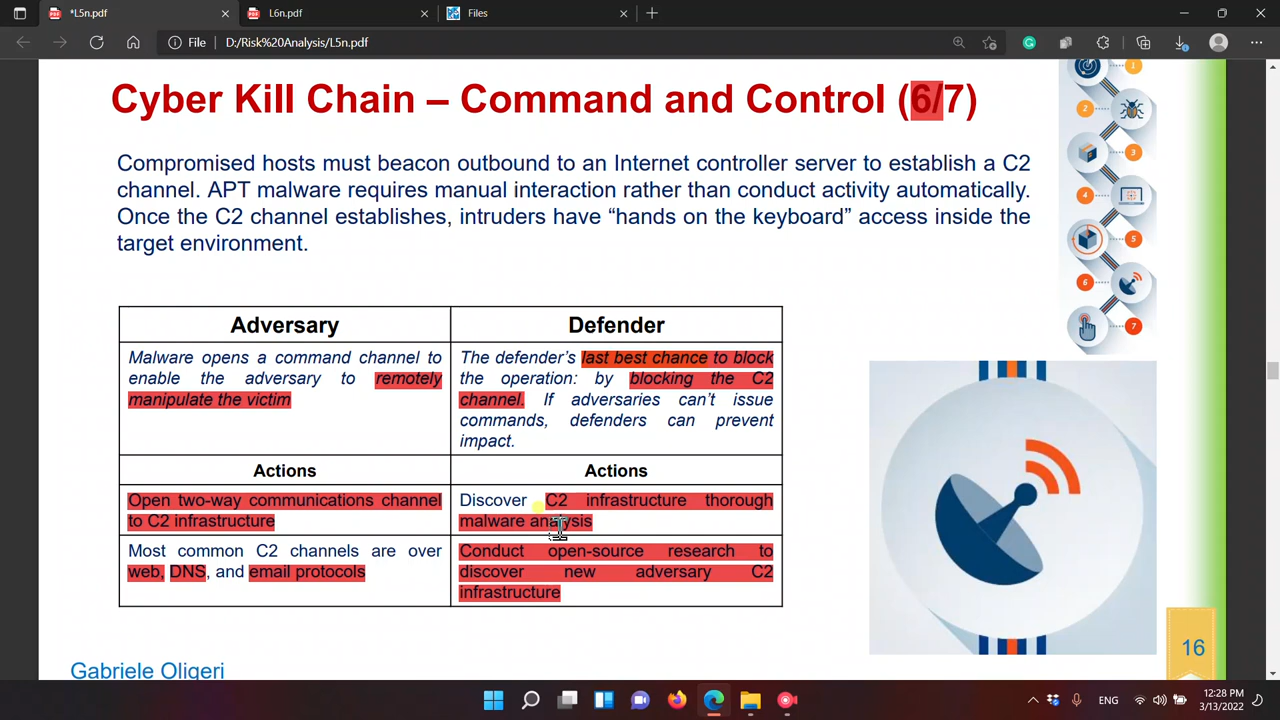 *L5n.pdf
L6n.pdf
Files
File
D:/Risk%20Analysis/L5n.pdf
Cyber Kill Chain – Command and Control (6/7)
Compromised hosts must beacon outbound to an Internet controller server to establish a C2
channel. APT malware requires manual interaction rather than conduct activity automatically.
Once the C2 channel establishes, intruders have “hands on the keyboard” access inside the
target environment.
Adversary
Defender
Malware opens a command channel to
enable the adversary to remotely
manipulate the victim
The defender’s last best chance to block
the operation: by blocking the C2
channel. If adversaries can’t issue
commands, defenders can prevent
impact.
Actions
Actions
Open two-way communications channel
to C2 infrastructure
Discover C2 infrastructure thorough
malware analysis
Most common C2 channels are over
web, DNS, and email protocols
Conduct open-source research to
discover new adversary C2
infrastructure
1
2
3
4
5
6
7
16
Gabriele Oligeri
ENG
12:28 PM
3/13/2022